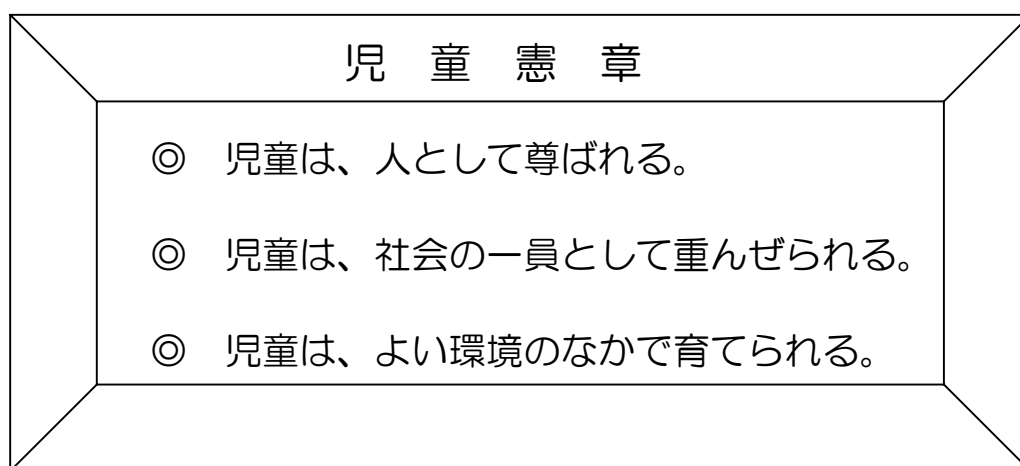 児 童 憲 章
◎ 児童は、人として尊ばれる。
◎ 児童は、社会の一員として重んぜられる。
◎ 児童は、よい環境のなかで育てられる。